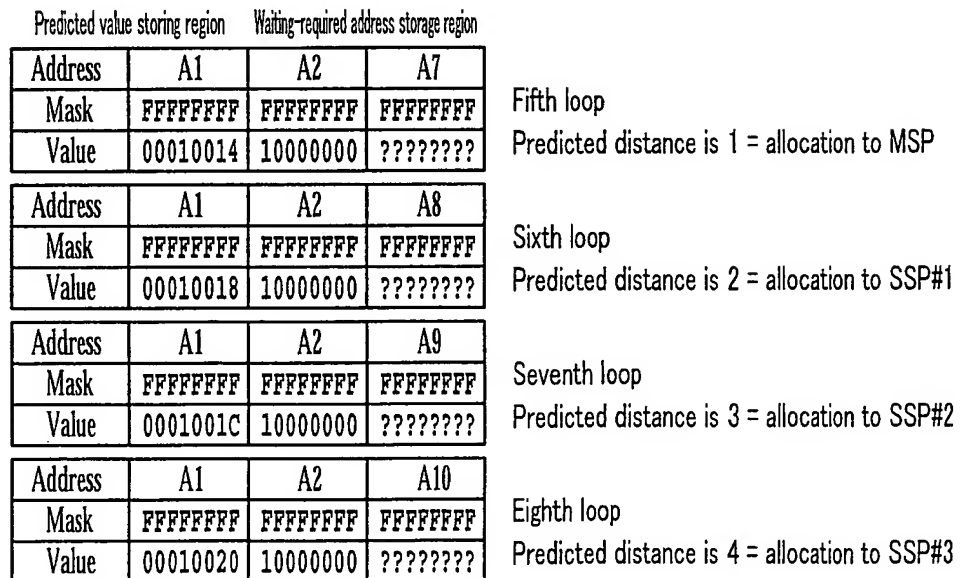 Predicted value storing region Waiting-required address storage region
Address A1 A2 A7
Mask FFFFFFFF FFFFFFFF FFFFFFFF
Value 00010014 10000000 ????????
Fifth loop
Predicted distance is 1 = allocation to MSP
Address A1 A2 A8
Mask FFFFFFFF FFFFFFFF FFFFFFFF
Value 00010018 10000000 ????????
Sixth loop
Predicted distance is 2 = allocation to SSP#1
Address A1 A2 A9
Mask FFFFFFFF FFFFFFFF FFFFFFFF
Value 0001001C 10000000 ????????
Seventh loop
Predicted distance is 3 = allocation to SSP#2
Address A1 A2 A10
Mask FFFFFFFF FFFFFFFF FFFFFFFF
Value 00010020 10000000 ????????
Eighth loop
Predicted distance is 4 = allocation to SSP#3